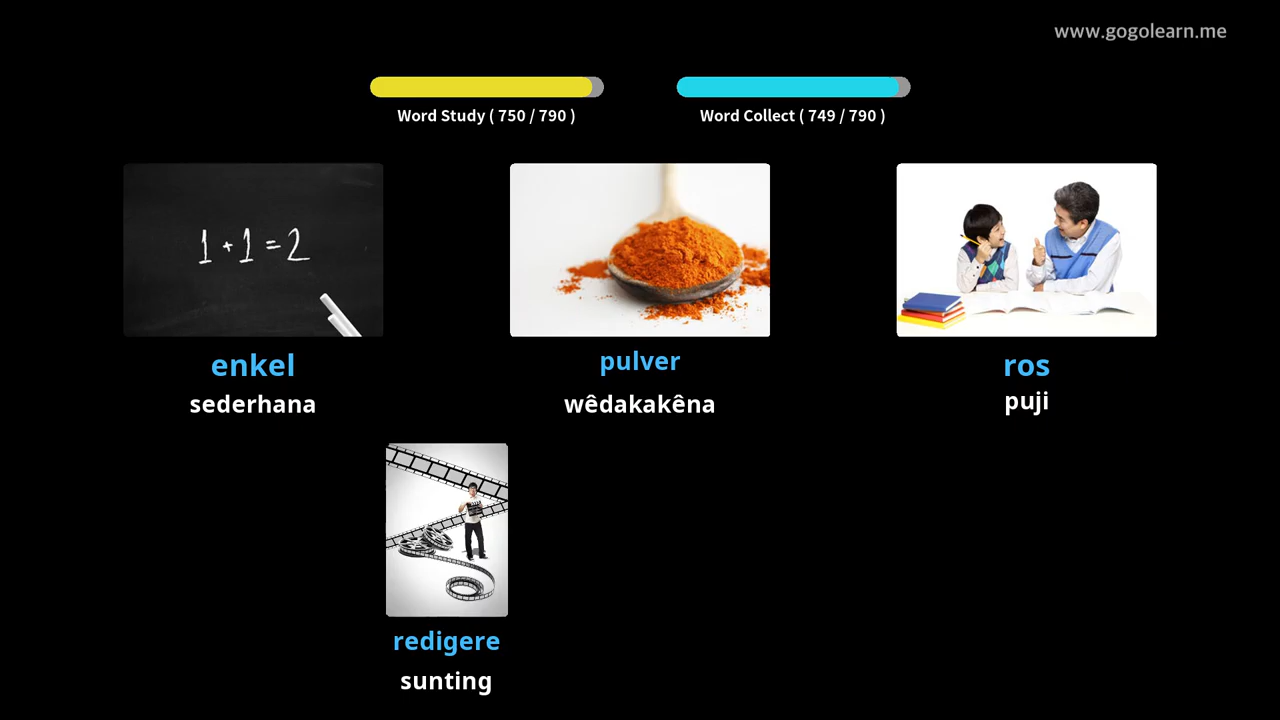 www.gogolearn.me
Word Study ( 750 / 790 )
Word Collect ( 749 / 790 )
1 + 1 = 2
enkel
sederhana
pulver
wêdakakêna
ros
puji
redigere
sunting